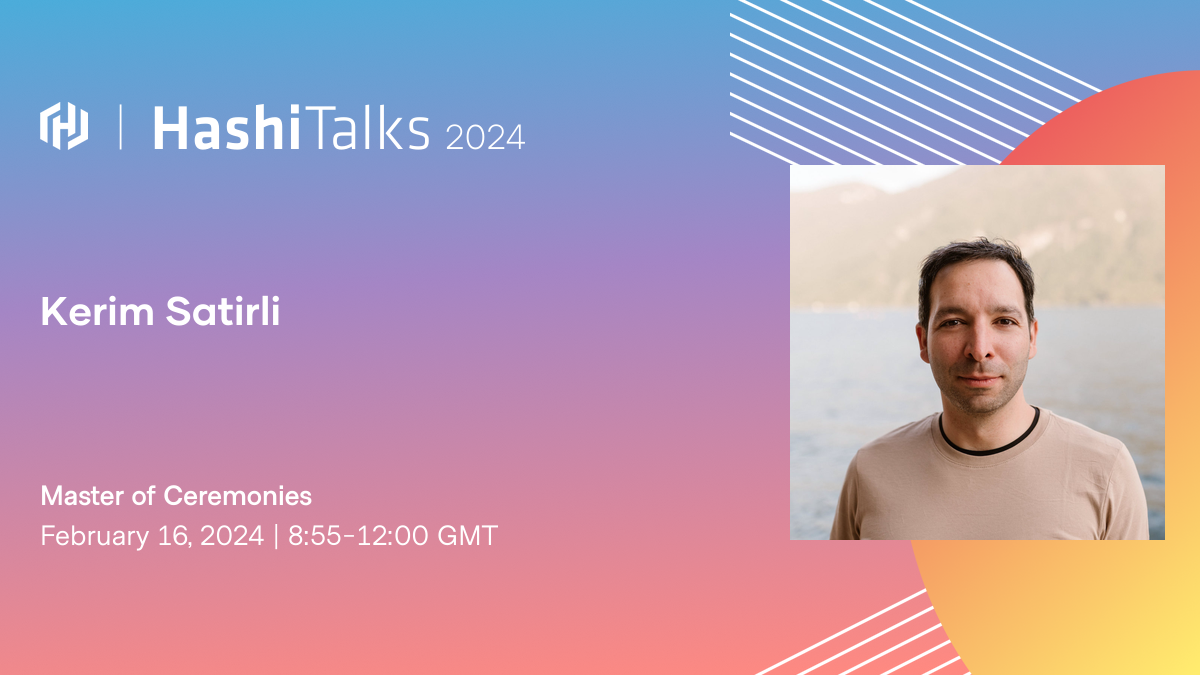 HashiTalks 2024
Kerim Satirli
Master of Ceremonies
February 16, 2024 | 8:55-12:00 GMT